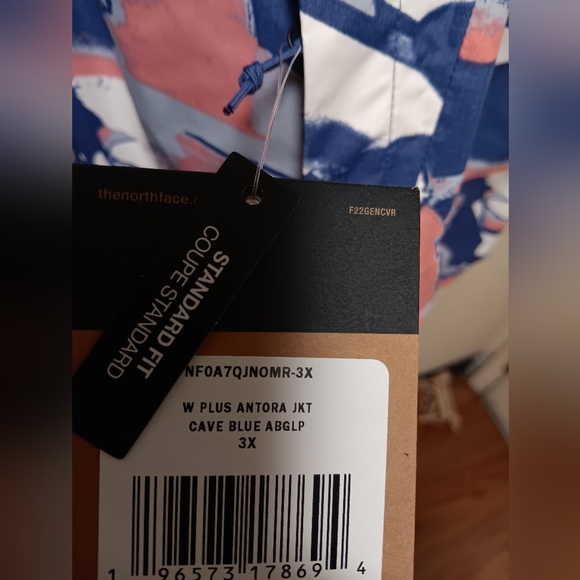 thenorthface.c
F22GENCVR
STANDARD FIT
COUPE STANDARD
NF0A7QJNOMR-3X
W PLUS ANTORA JKT
CAVE BLUE ABGLP
3X
1 96573 17869 4